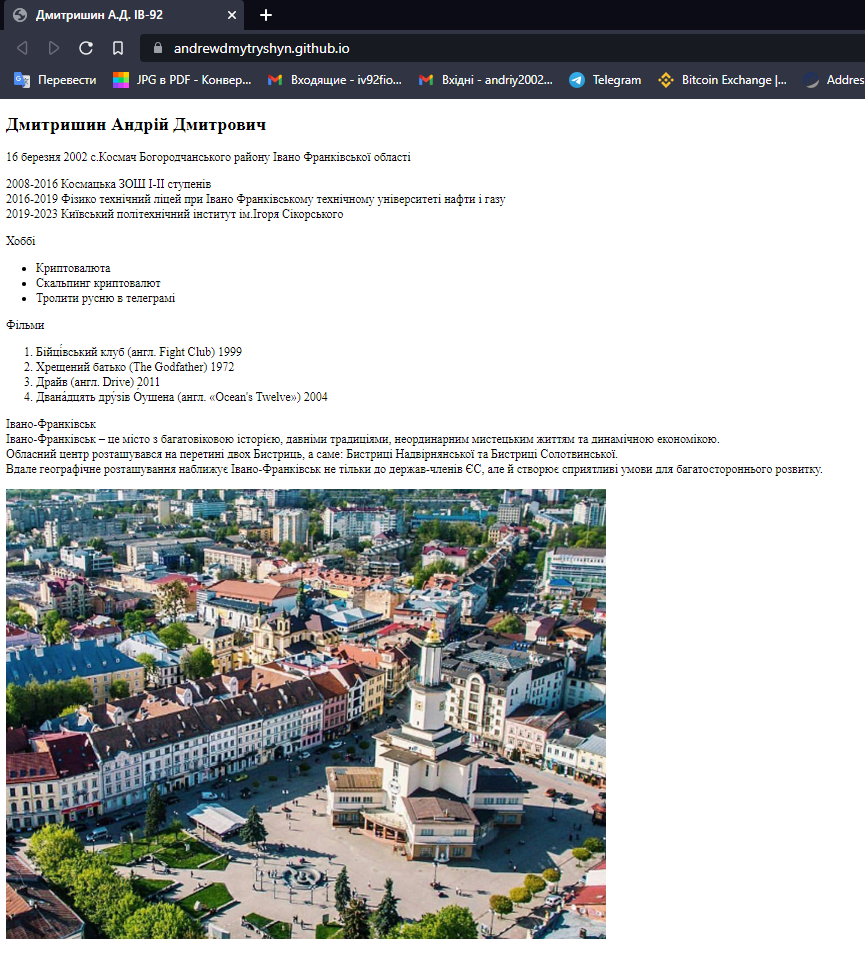 Дмитришин А.Д. ІВ-92
andrewdmytryshyn.github.io
Перевести JPG в PDF - Конвер... Входящие - iv92fio... Вхідні - andriy2002... Telegram Bitcoin Exchange |... Addres
Дмитришин Андрій Дмитрович
16 березня 2002 с.Космач Богородчанського району Івано Франківської області
2008-2016 Космацька ЗОШ І-ІІ ступенів
2016-2019 Фізико технічний ліцей при Івано Франківському технічному університеті нафти і газу
2019-2023 Київський політехнічний інститут ім.Ігоря Сікорського
Хоббі
• Криптовалюта
• Скальпинг криптовалют
• Тролити русню в телеграмі
Фільми
1. Бійці́вський клуб (англ. Fight Club) 1999
2. Хрещений батько (The Godfather) 1972
3. Драйв (англ. Drive) 2011
4. Двана́дцять дру́зів О́ушена (англ. «Ocean's Twelve») 2004
Івано-Франківськ
Івано-Франківськ – це місто з багатовіковою історією, давніми традиціями, неординарним мистецьким життям та динамічною економікою.
Обласний центр розташувався на перетині двох Бистриць, а саме: Бистриці Надвірнянської та Бистриці Солотвинської.
Вдале географічне розташування наближує Івано-Франківськ не тільки до держав-членів ЄС, але й створює сприятливі умови для багатостороннього розвитку.